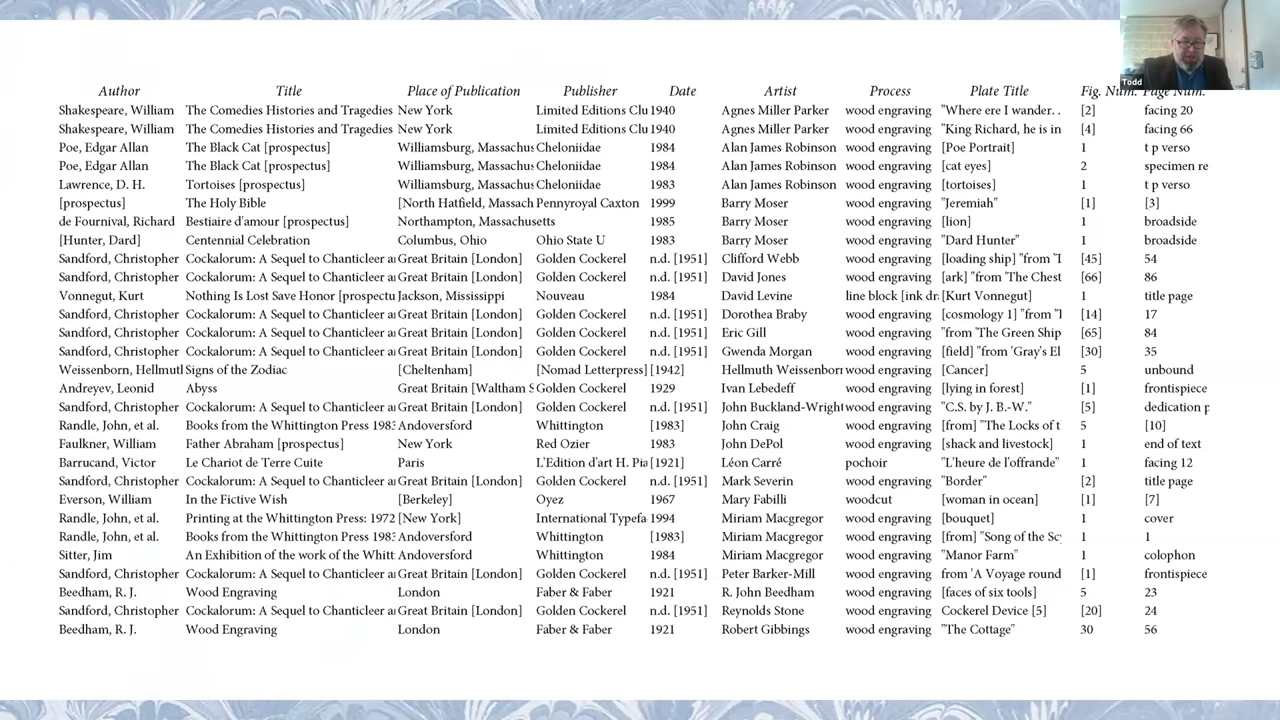 Todd
Author Title Place of Publication Publisher Date Artist Process Plate Title Fig. Num. Page Num.
Shakespeare, William The Comedies Histories and Tragedies New York Limited Editions Clu 1940 Agnes Miller Parker wood engraving "Where ere I wander. . [2] facing 20
Shakespeare, William The Comedies Histories and Tragedies New York Limited Editions Clu 1940 Agnes Miller Parker wood engraving "King Richard, he is in [4] facing 66
Poe, Edgar Allan The Black Cat [prospectus] Williamsburg, Massachus Cheloniidae 1984 Alan James Robinson wood engraving [Poe Portrait] 1 t p verso
Poe, Edgar Allan The Black Cat [prospectus] Williamsburg, Massachus Cheloniidae 1984 Alan James Robinson wood engraving [cat eyes] 2 specimen re
Lawrence, D. H. Tortoises [prospectus] Williamsburg, Massachus Cheloniidae 1983 Alan James Robinson wood engraving [tortoises] 1 t p verso
[prospectus] The Holy Bible [North Hatfield, Massach Pennyroyal Caxton 1999 Barry Moser wood engraving "Jeremiah" [1] [3]
de Fournival, Richard Bestiaire d'amour [prospectus] Northampton, Massachusetts 1985 Barry Moser wood engraving [lion] 1 broadside
[Hunter, Dard] Centennial Celebration Columbus, Ohio Ohio State U 1983 Barry Moser wood engraving "Dard Hunter" 1 broadside
Sandford, Christopher Cockalorum: A Sequel to Chanticleer a Great Britain [London] Golden Cockerel n.d. [1951] Clifford Webb wood engraving [loading ship] "from 54 [45]
Sandford, Christopher Cockalorum: A Sequel to Chanticleer a Great Britain [London] Golden Cockerel n.d. [1951] David Jones wood engraving [ark] "from 'The Chest [66] 86
Vonnegut, Kurt Nothing Is Lost Save Honor [prospectu Jackson, Mississippi Nouveau 1984 David Levine line block [ink dr [Kurt Vonnegut] 1 title page
Sandford, Christopher Cockalorum: A Sequel to Chanticleer a Great Britain [London] Golden Cockerel n.d. [1951] Dorothea Braby wood engraving [cosmology 1] "from [14] 17
Sandford, Christopher Cockalorum: A Sequel to Chanticleer a Great Britain [London] Golden Cockerel n.d. [1951] Eric Gill wood engraving "from 'The Green Ship [65] 84
Sandford, Christopher Cockalorum: A Sequel to Chanticleer a Great Britain [London] Golden Cockerel n.d. [1951] Gwenda Morgan wood engraving [field] "from 'Gray's El [30] 35
Weissenborn, Hellmut Signs of the Zodiac [Cheltenham] [Nomad Letterpress] [1942] Hellmuth Weissenborn wood engraving [Cancer] 5 unbound
Andreyev, Leonid Abyss Great Britain [Waltham S Golden Cockerel 1929 Ivan Lebedeff wood engraving [lying in forest] [1] frontispiece
Sandford, Christopher Cockalorum: A Sequel to Chanticleer a Great Britain [London] Golden Cockerel n.d. [1951] John Buckland-Wright wood engraving "C.S. by J. B.-W." [5] dedication p
Randle, John, et al. Books from the Whittington Press 198 Andoversford Whittington [1983] John Craig wood engraving [from] "The Locks of t 5 [10]
Faulkner, William Father Abraham [prospectus] New York Red Ozier 1983 John DePol wood engraving [shack and livestock] 1 end of text
Barrucand, Victor Le Chariot de Terre Cuite Paris L'Edition d'art H. Pia [1921] Léon Carré pochoir "L'heure de l'offrande" 1 facing 12
Sandford, Christopher Cockalorum: A Sequel to Chanticleer a Great Britain [London] Golden Cockerel n.d. [1951] Mark Severin wood engraving "Border" [2] title page
Everson, William In the Fictive Wish [Berkeley] Oyez 1967 Mary Fabilli woodcut [woman in ocean] [1] [7]
Randle, John, et al. Printing at the Whittington Press: 1972 [New York] International Typefa 1994 Miriam Macgregor wood engraving [bouquet] 1 cover
Randle, John, et al. Books from the Whittington Press 198 Andoversford Whittington [1983] Miriam Macgregor wood engraving [from] "Song of the Sc 1 1
Sitter, Jim An Exhibition of the work of the Whitt Andoversford Whittington 1984 Miriam Macgregor wood engraving "Manor Farm" 1 colophon
Sandford, Christopher Cockalorum: A Sequel to Chanticleer a Great Britain [London] Golden Cockerel n.d. [1951] Peter Barker-Mill wood engraving from 'A Voyage round [1] frontispiece
Beedham, R. J. Wood Engraving London Faber & Faber 1921 R. John Beedham wood engraving [faces of six tools] 5 23
Sandford, Christopher Cockalorum: A Sequel to Chanticleer a Great Britain [London] Golden Cockerel n.d. [1951] Reynolds Stone wood engraving Cockerel Device [5] [20] 24
Beedham, R. J. Wood Engraving London Faber & Faber 1921 Robert Gibbings wood engraving "The Cottage" 30 56